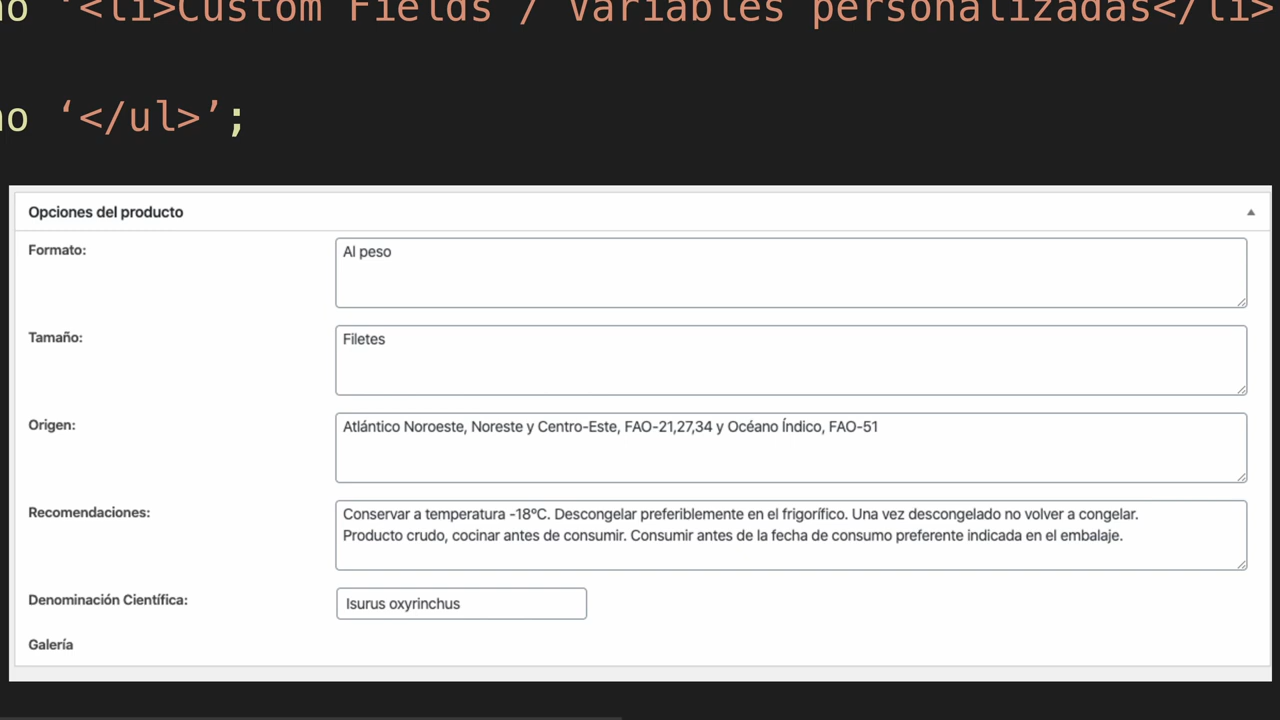 no ‘<li>Custom Fields / Variables personalizadas</li>
no ‘</ul>’;
Opciones del producto
Formato:
Al peso
Tamaño:
Filetes
Origen:
Atlántico Noroeste, Noreste y Centro-Este, FAO-21,27,34 y Océano Índico, FAO-51
Recomendaciones:
Conservar a temperatura -18ºC. Descongelar preferiblemente en el frigorífico. Una vez descongelado no volver a congelar.
Producto crudo, cocinar antes de consumir. Consumir antes de la fecha de consumo preferente indicada en el embalaje.
Denominación Científica:
Isurus oxyrinchus
Galería